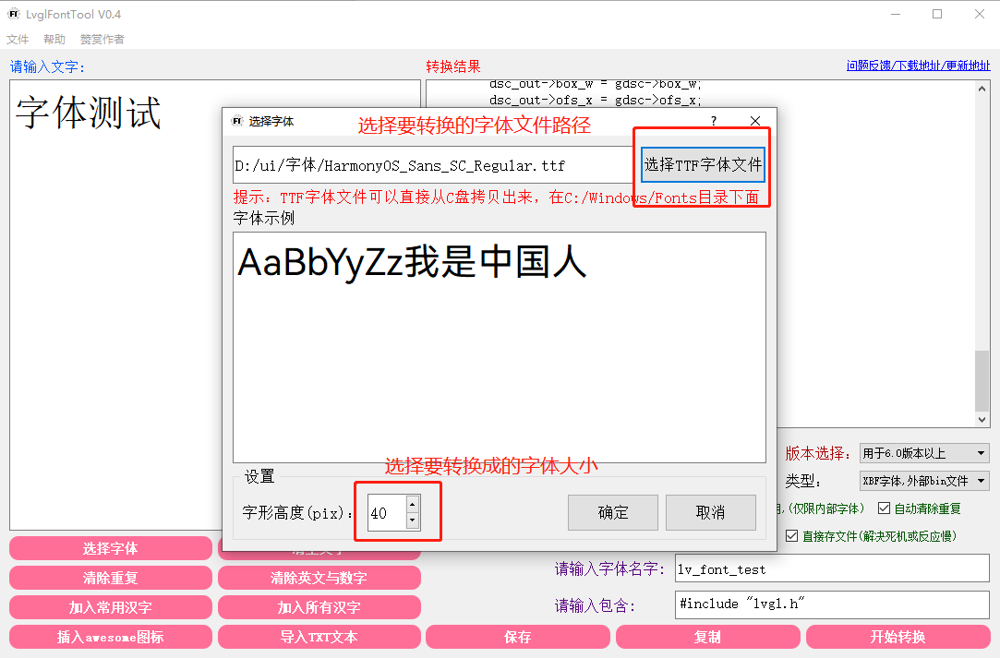 LvglFontTool V0.4
文件 帮助 赞赏作者
请输入文字:
转换结果
问题反馈/下载地址/更新地址
字体测试
dsc_out->box_w = gdsc->box_w;
dsc_out->ofs_x = gdsc->ofs_x;
选择字体
选择要转换的字体文件路径
?
D:/ui/字体/HarmonyOS_Sans_SC_Regular.ttf
选择TTF字体文件
提示: TTF字体文件可以直接从C盘拷贝出来, 在C:/Windows/Fonts目录下面
字体示例
AaBbYyZz我是中国人
选择要转换成的字体大小
设置
字形高度(pix):
40
确定
取消
版本选择:
用于6.0版本以上
类型:
XBF字体,外部bin文件
,(仅限内部字体)
自动清除重复
直接存文件(解决死机或反应慢)
选择字体
清除重复
清除英文与数字
加入常用汉字
加入所有汉字
插入awesome图标
导入TXT文本
请输入字体名字:
lv_font_test
请输入包含:
#include "lvgl.h"
保存
复制
开始转换